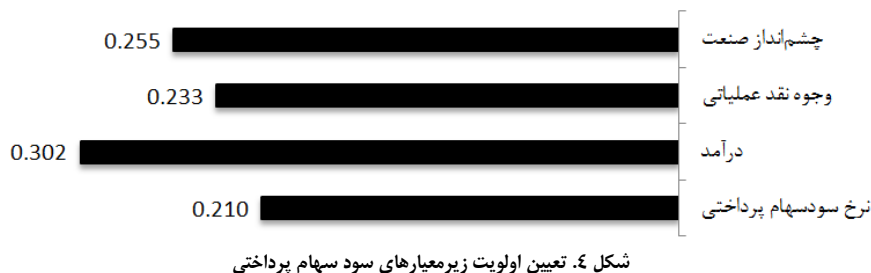 چشم‌انداز صنعت
0.255
وجوه نقد عملیاتی
0.233
درآمد
0.302
نرخ سودسهام پرداختی
0.210
شکل ٤. تعیین اولویت زیرمعیارهای سود سهام پرداختی